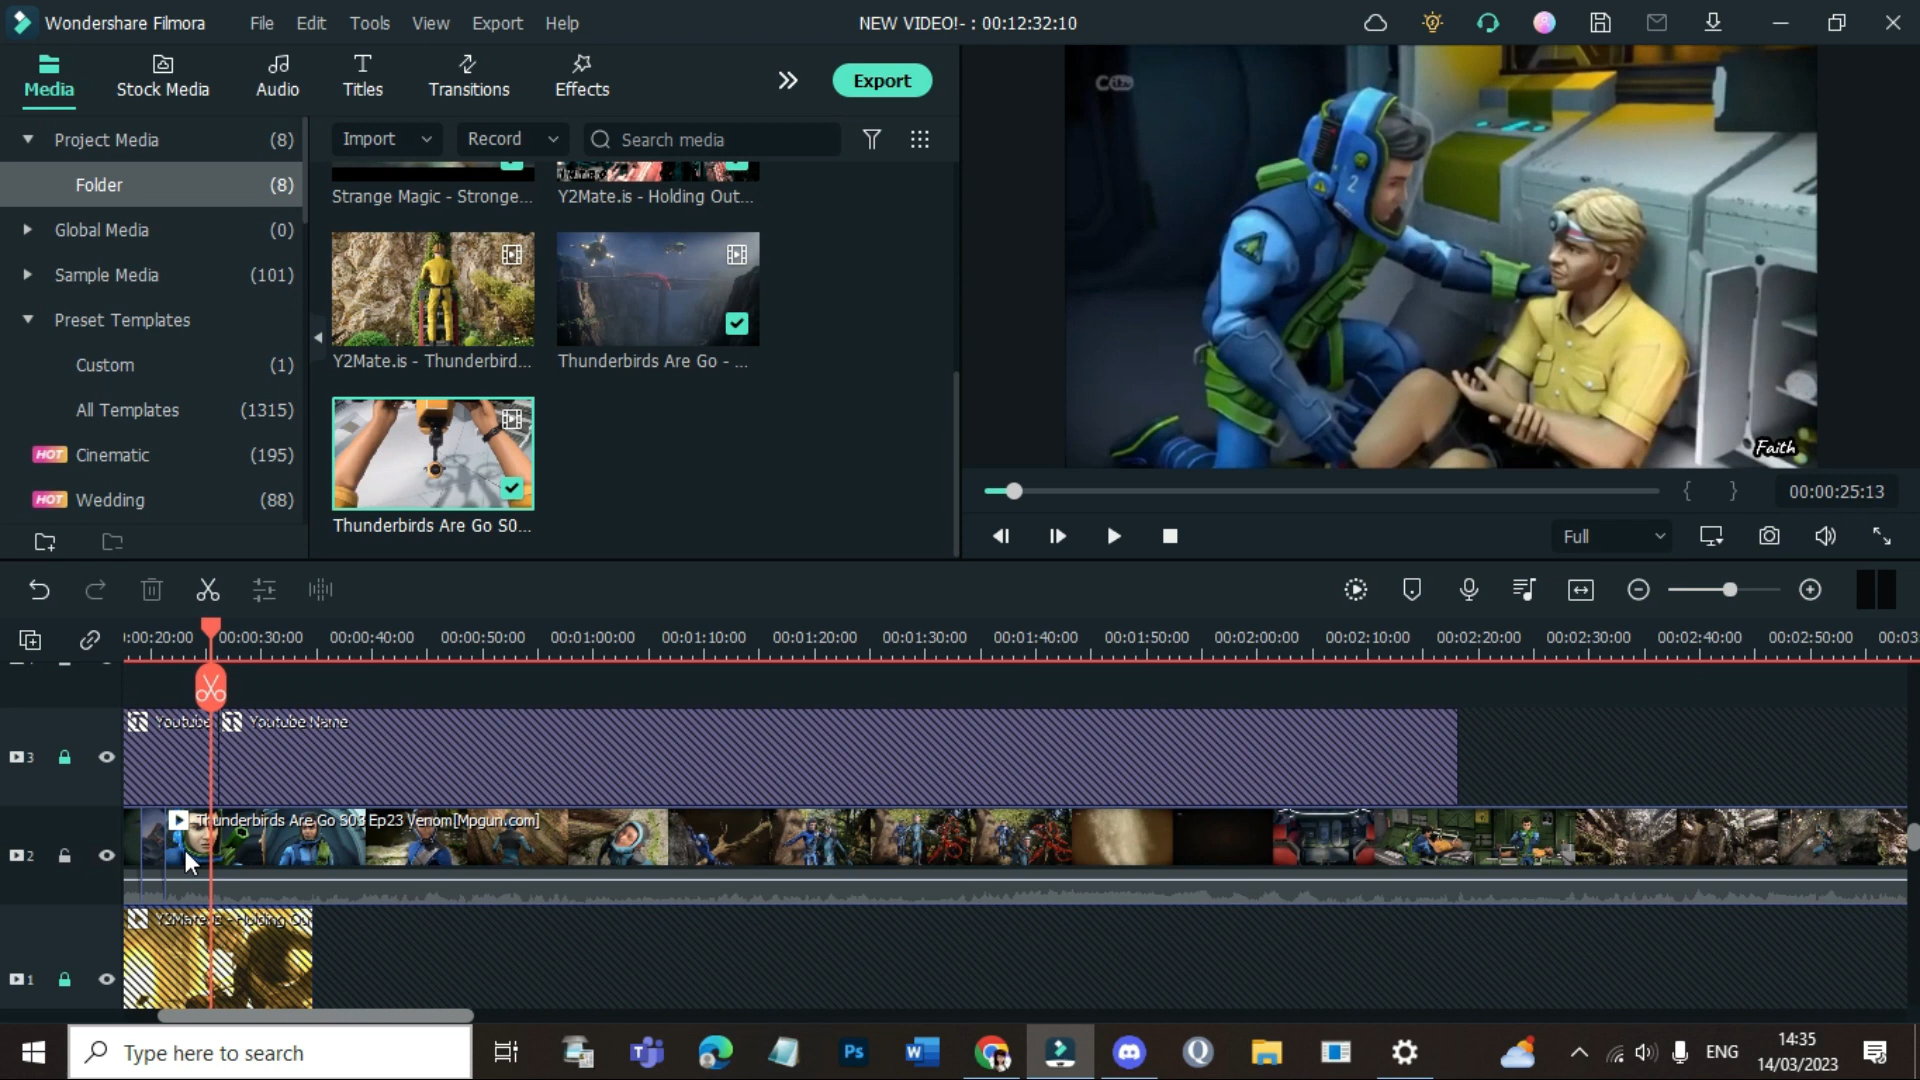 Wondershare Filmora
File Edit Tools View Export Help
NEW VIDEO!- : 00:12:32:10
Media
Stock Media
Audio
Titles
Transitions
Effects
Export
Project Media (8)
Folder (8)
Global Media (0)
Sample Media (101)
Preset Templates
Custom (1)
All Templates (1315)
HOT Cinematic (195)
HOT Wedding (88)
Import
Record
Search media
Strange Magic - Stronge...
Y2Mate.is - Holding Out...
Y2Mate.is - Thunderbird...
Thunderbirds Are Go - ...
Thunderbirds Are Go S0...
2
Faith
{ } 00:00:25:13
Full
00:00:30:00 00:00:40:00 00:00:50:00 00:01:00:00 00:01:10:00 00:01:20:00 00:01:30:00 00:01:40:00 00:01:50:00 00:02:00:00 00:02:10:00 00:02:20:00 00:02:30:00 00:02:40:00 00:02:50:00
Youtube
Youtube Name
3
Thunderbirds Are Go S03 Ep23 Venom[Mpgun.com]
2
Y2Mate.is - Holding Ou
1
Type here to search
Ps
W
ENG
14:35
14/03/2023